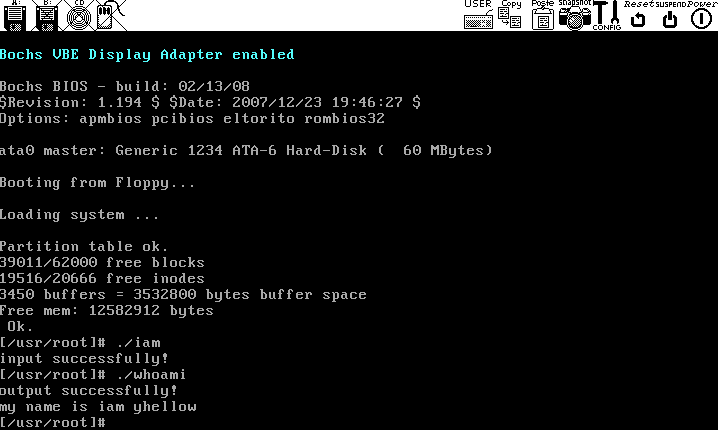 A: B: CD USER Copy Paste Snapshot CONFIG Reset SUSPEND Power
Bochs VBE Display Adapter enabled
Bochs BIOS - build: 02/13/08
$Revision: 1.194 $ $Date: 2007/12/23 19:46:27 $
Options: apmbios pcibios eltorito rombios32
ata0 master: Generic 1234 ATA-6 Hard-Disk (  60 MBytes)
Booting from Floppy...
Loading system ...
Partition table ok.
39011/62000 free blocks
19516/20666 free inodes
3450 buffers = 3532800 bytes buffer space
Free mem: 12582912 bytes
 Ok.
[/usr/root]# ./iam
input successfully!
[/usr/root]# ./whoami
output successfully!
my name is iam yhellow
[/usr/root]#